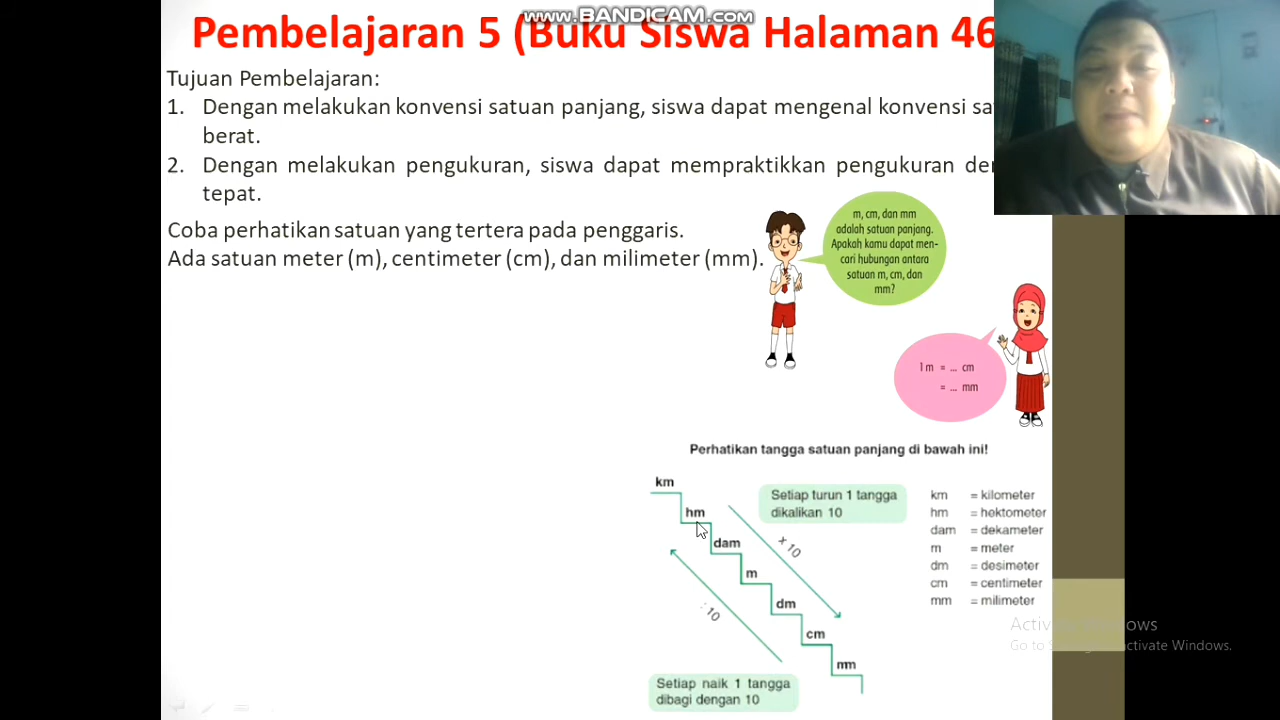 www.BANDICAM.com
Pembelajaran 5 (Buku Siswa Halaman 46
Tujuan Pembelajaran:
1. Dengan melakukan konvensi satuan panjang, siswa dapat mengenal konvensi sa
berat.
2. Dengan melakukan pengukuran, siswa dapat mempraktikkan pengukuran de
tepat.
Coba perhatikan satuan yang tertera pada penggaris.
Ada satuan meter (m), centimeter (cm), dan milimeter (mm).
m, cm, dan mm
adalah satuan panjang.
Apakah kamu dapat men-
cari hubungan antara
satuan m, cm, dan
mm?
1 m = ... cm
= ... mm
Perhatikan tangga satuan panjang di bawah ini!
km
hm
dam
m
dm
cm
mm
Setiap turun 1 tangga
dikalikan 10
x 10
: 10
Setiap naik 1 tangga
dibagi dengan 10
km = kilometer
hm = hektometer
dam = dekameter
m = meter
dm = desimeter
cm = centimeter
mm = milimeter
Activate Windows
Go to Activate Windows.